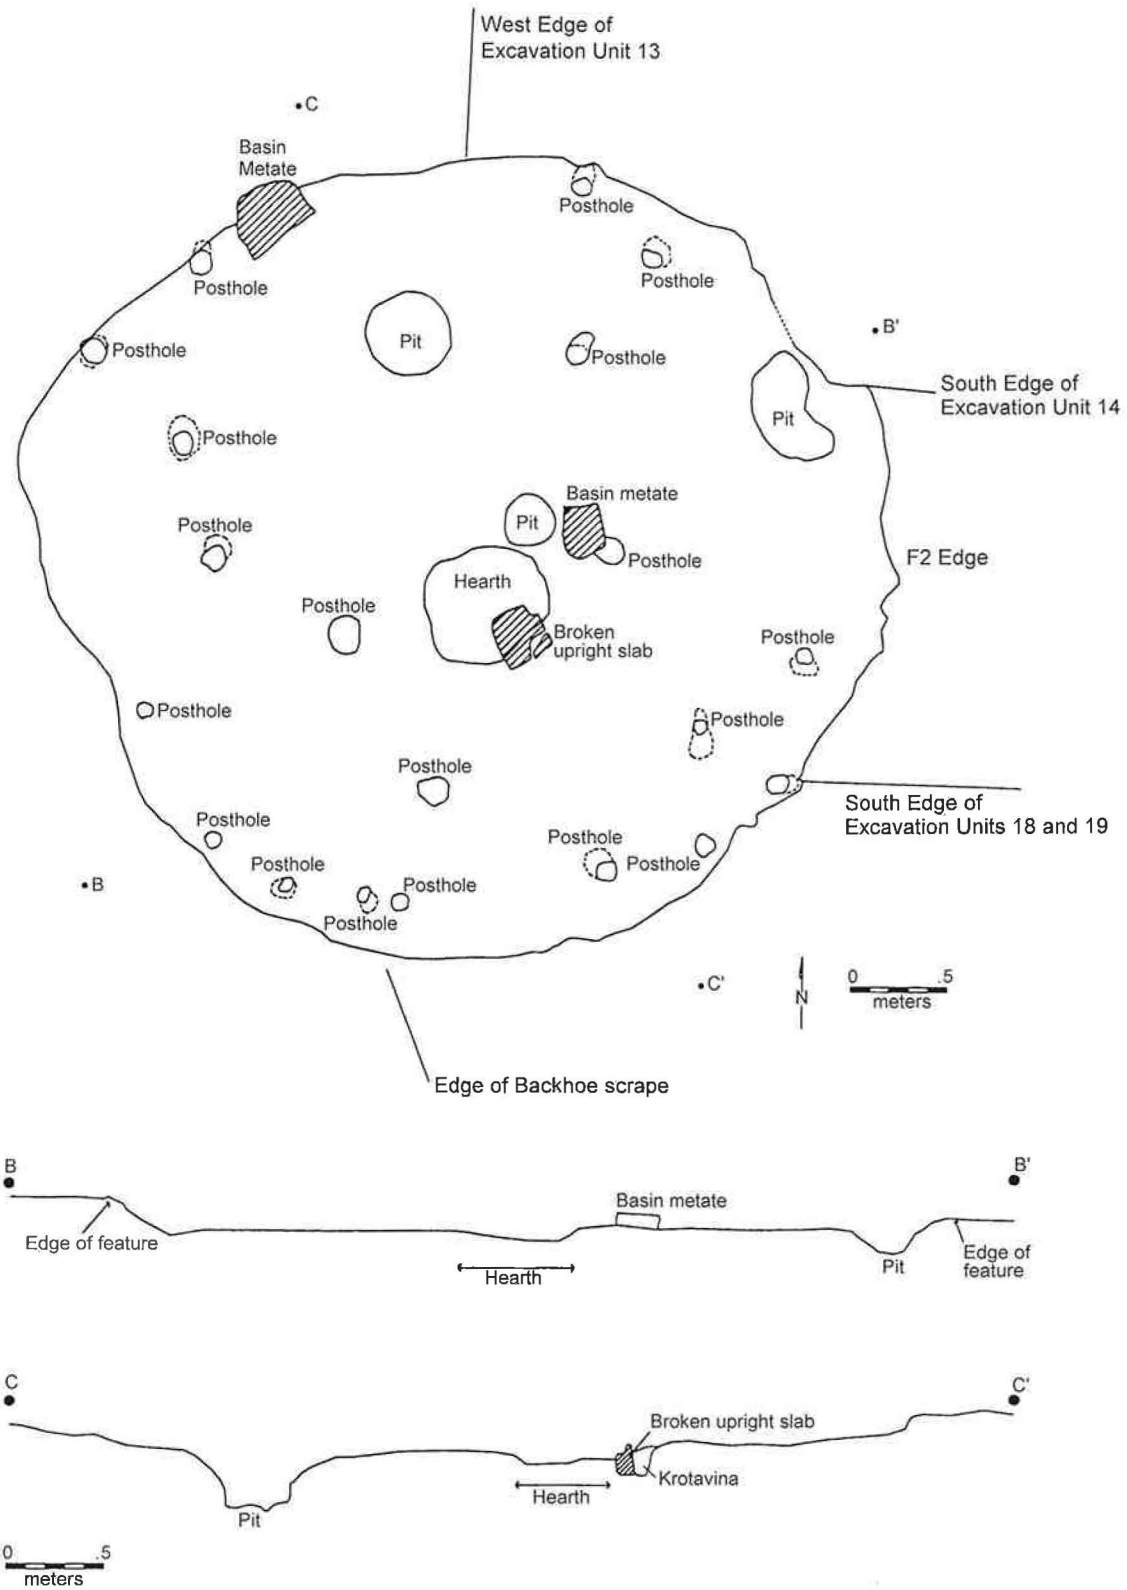 West Edge of
Excavation Unit 13
C
Basin
Metate
Posthole
Posthole
Posthole
B'
Posthole
Pit
Posthole
South Edge of
Excavation Unit 14
Pit
Posthole
Basin metate
Posthole
Pit
Posthole
F2 Edge
Hearth
Posthole
Broken
upright slab
Posthole
Posthole
Posthole
Posthole
South Edge of
Excavation Units 18 and 19
Posthole
Posthole
Posthole
Posthole
B
Posthole
Posthole
C'
N
0 .5
meters
Edge of Backhoe scrape
B
B'
Basin metate
Edge of feature
Hearth
Pit
Edge of
feature
C
C'
Broken upright slab
Krotavina
Hearth
Pit
0 .5
meters